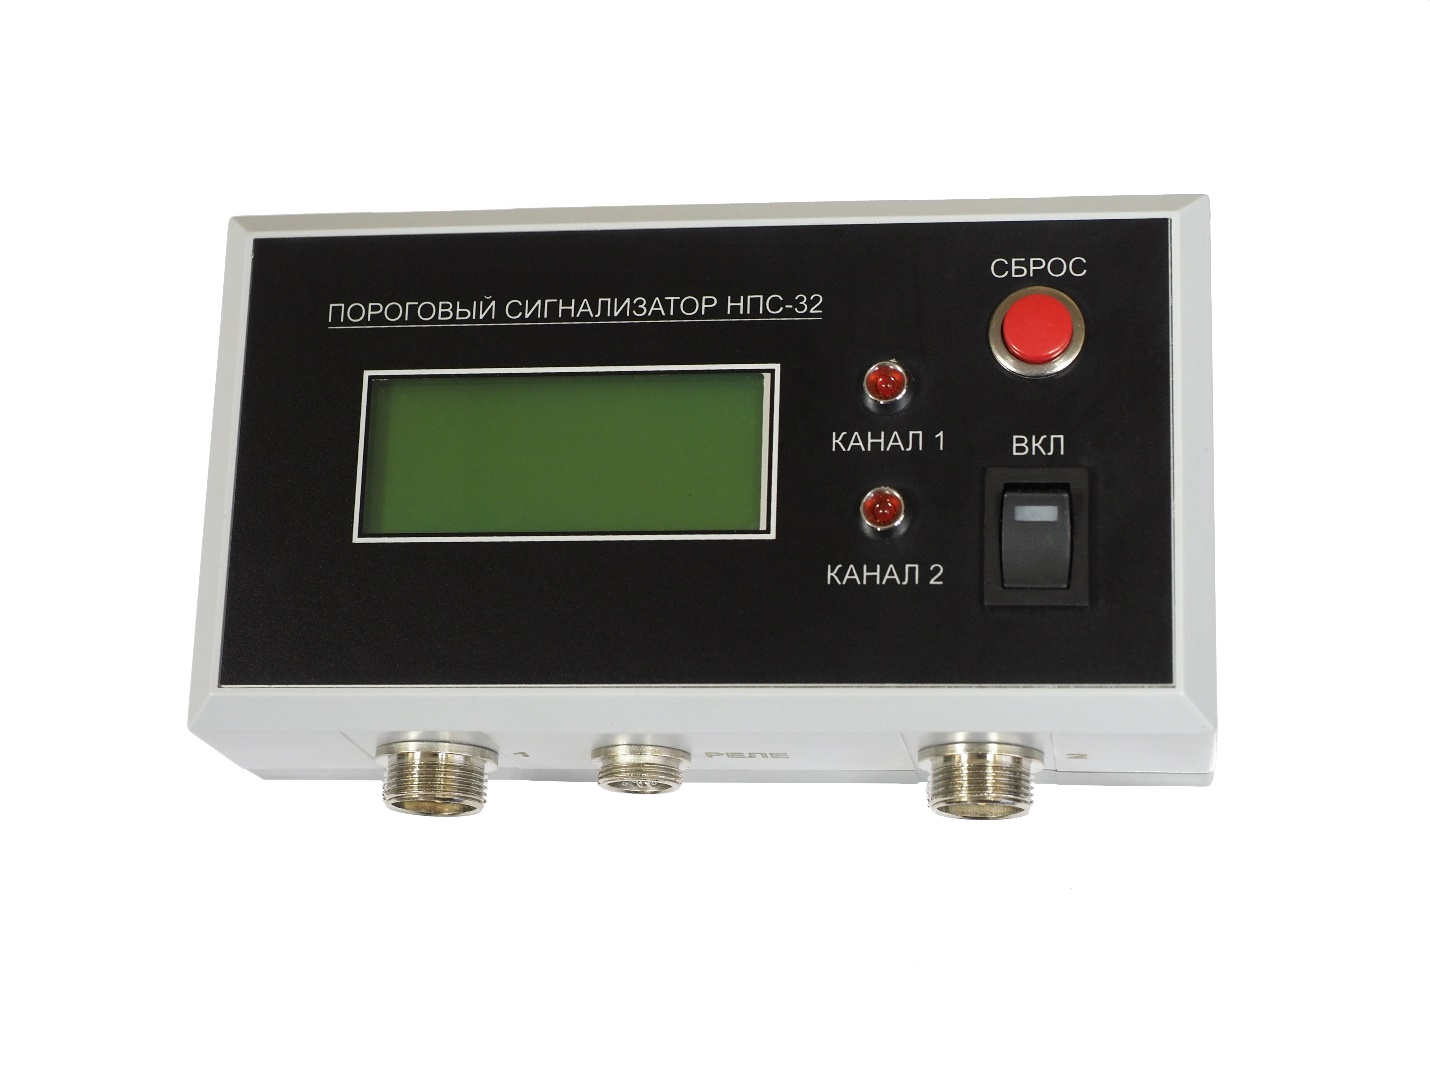 СБРОС
ПОРОГОВЫЙ СИГНАЛИЗАТОР НПС-32
КАНАЛ 1
ВКЛ
КАНАЛ 2
1
РЕЛЕ
2